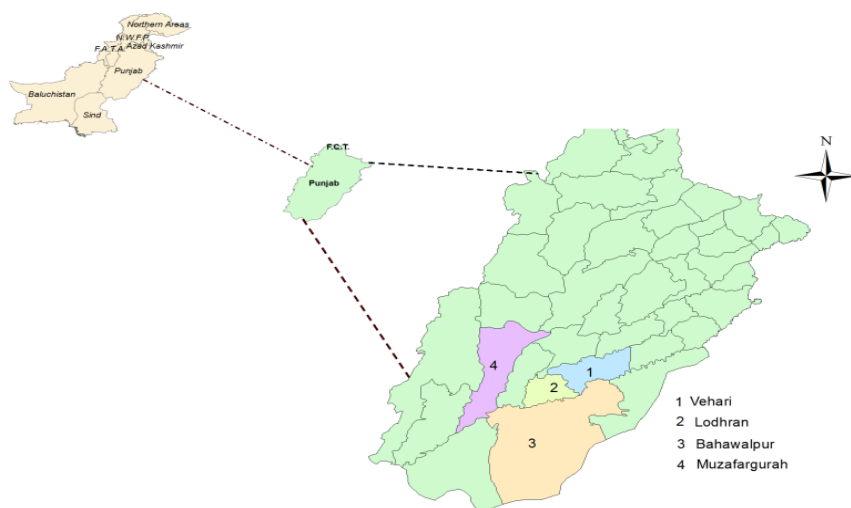 Northern Areas
N.W.F.P.
F.A.T.A.
Azad Kashmir
Punjab
Baluchistan
Sind
F.C.T.
Punjab
N
4
1
2
3
1 Vehari
2 Lodhran
3 Bahawalpur
4 Muzafargurah